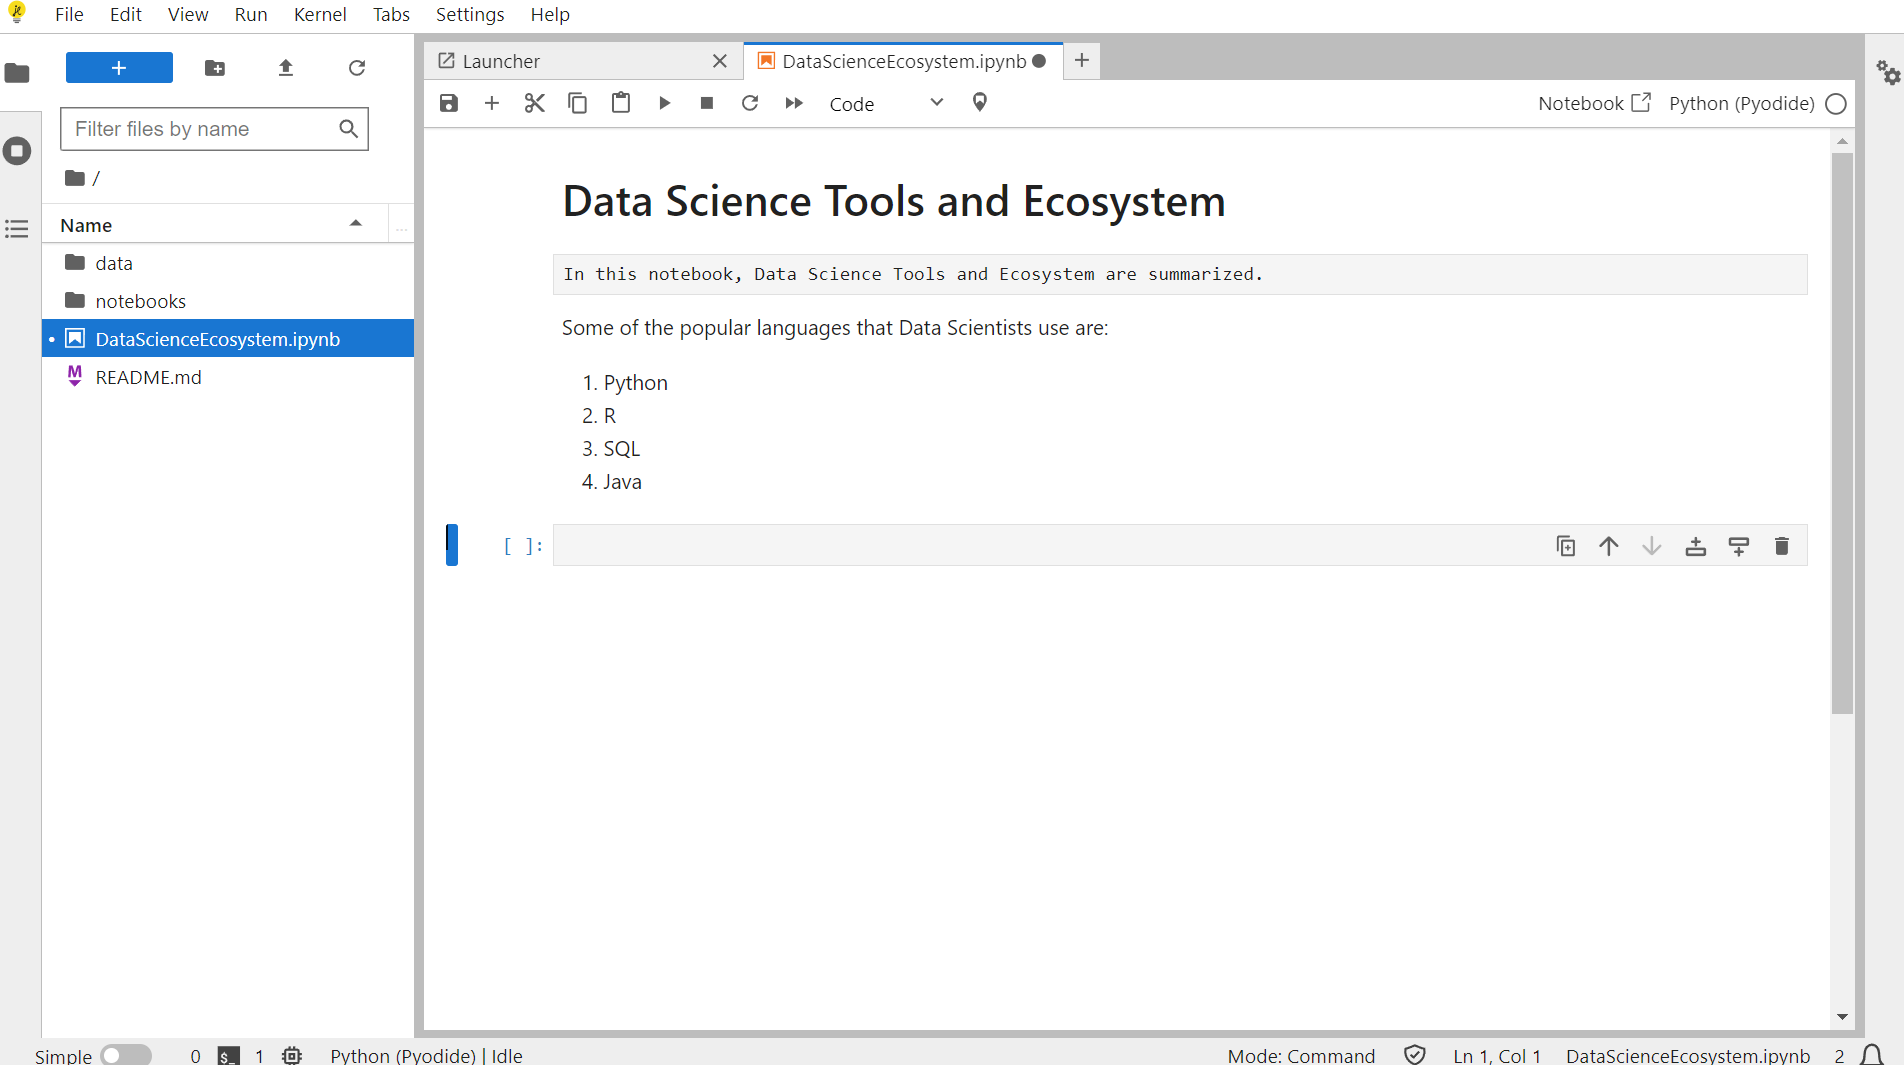 File Edit View Run Kernel Tabs Settings Help
+
Filter files by name
/
Name
...
data
notebooks
DataScienceEcosystem.ipynb
README.md
Launcher
DataScienceEcosystem.ipynb
Code
Notebook
Python (Pyodide)
Data Science Tools and Ecosystem
In this notebook, Data Science Tools and Ecosystem are summarized.
Some of the popular languages that Data Scientists use are:
1. Python
2. R
3. SQL
4. Java
[ ]:
Simple 0 $_ 1 Python (Pyodide) | Idle Mode: Command Ln 1, Col 1 DataScienceEcosystem.ipynb 2